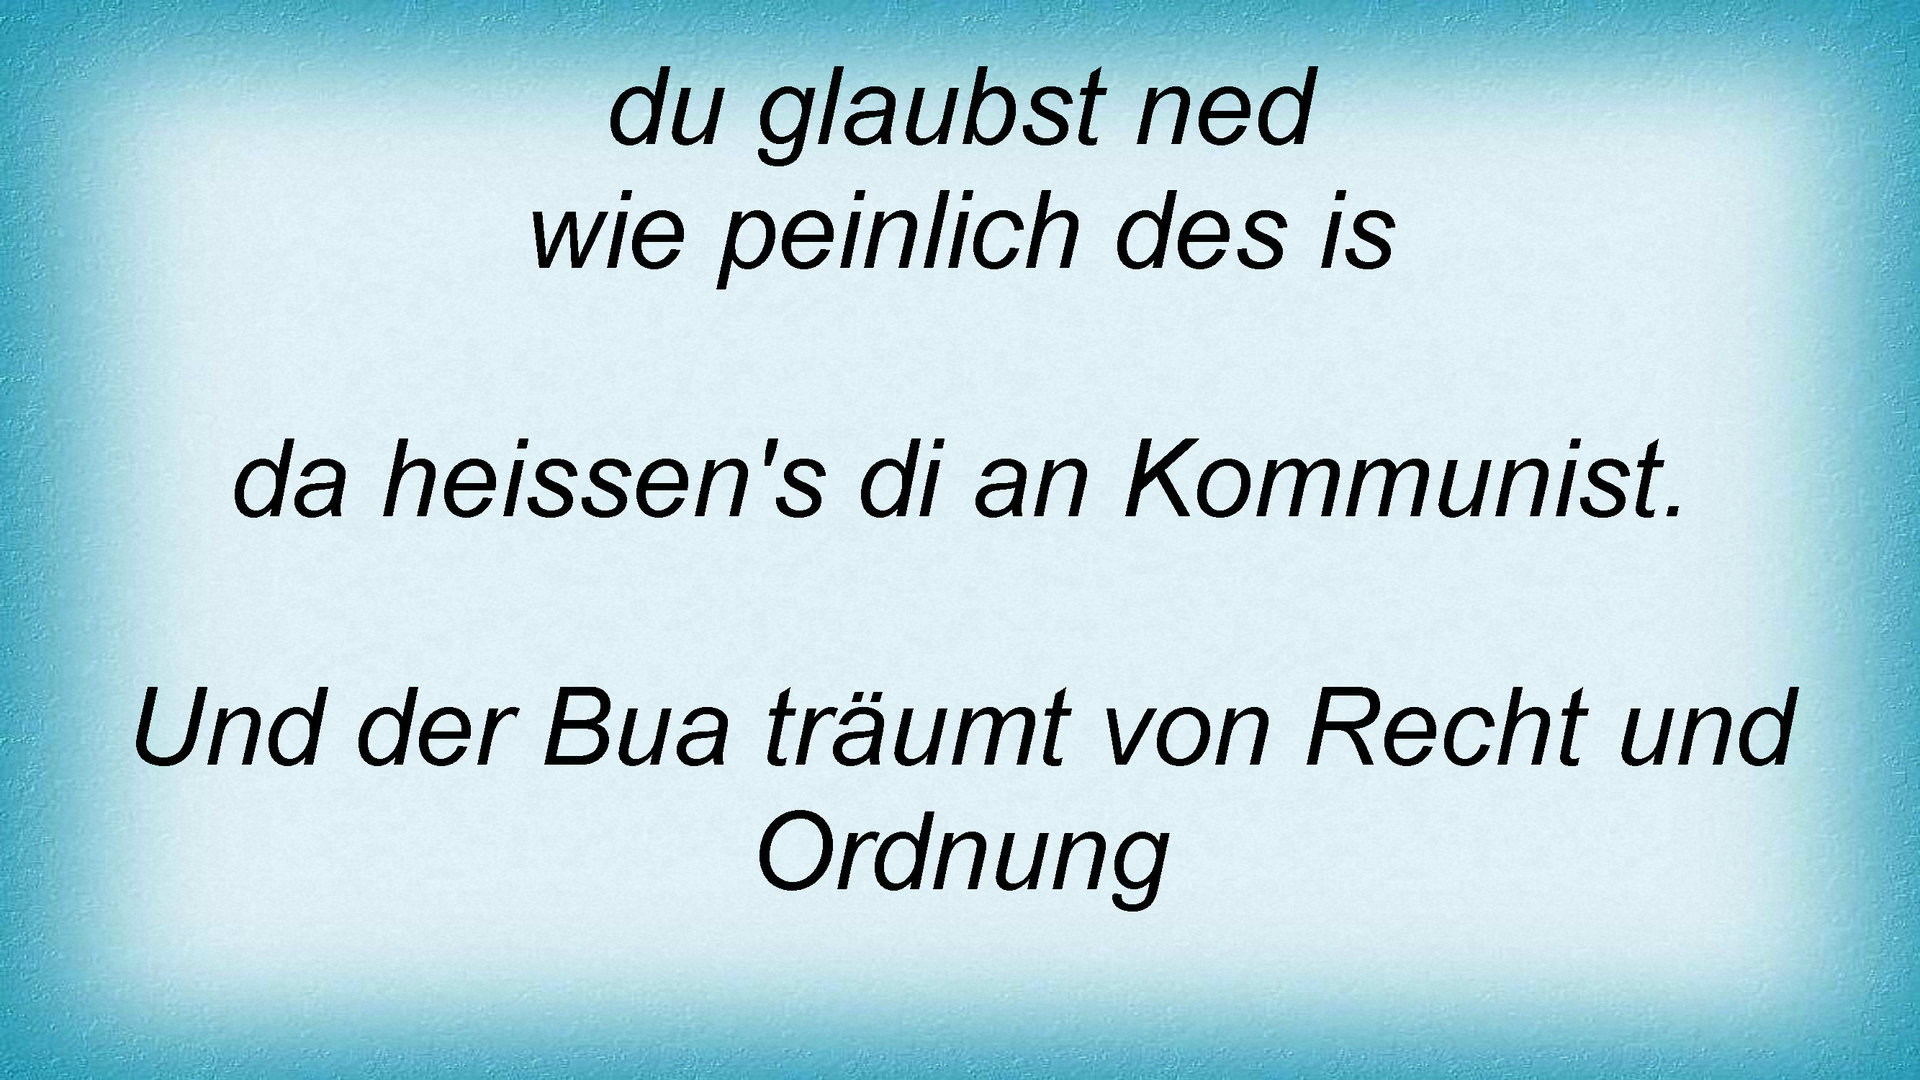 du glaubst ned
wie peinlich des is
da heissen's di an Kommunist.
Und der Bua träumt von Recht und
Ordnung